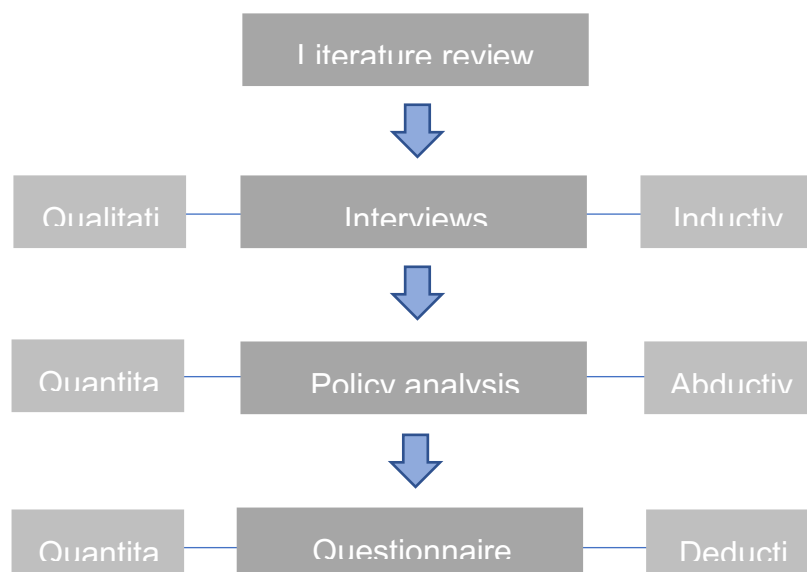 Literature review
Qualitati
Interviews
Inductiv
Quantita
Policy analysis
Abductiv
Quantita
Questionnaire
Deducti